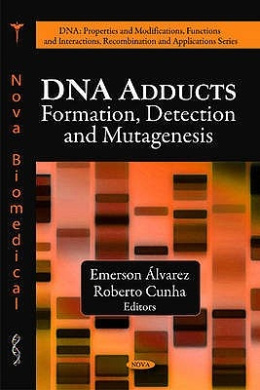 DNA: Properties and Modifications, Functions
and Interactions, Recombination and Applications Series
Nova Biomedical
DNA ADDUCTS
Formation, Detection
and Mutagenesis
Emerson Álvarez
Roberto Cunha
Editors
NOVA